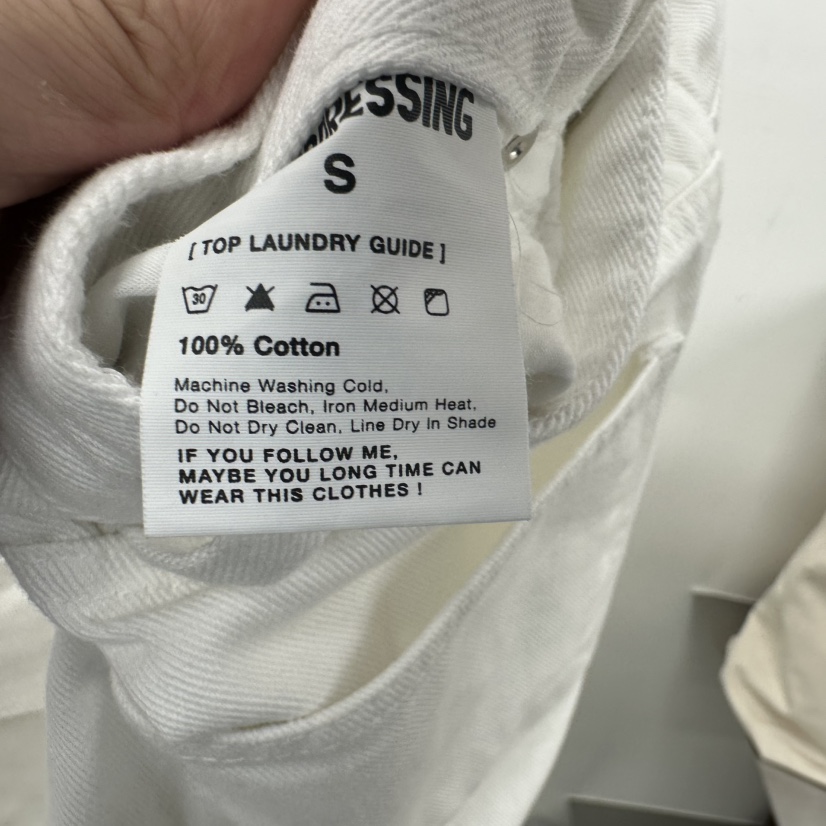 S
[ TOP LAUNDRY GUIDE ]
30
100% Cotton
Machine Washing Cold,
Do Not Bleach, Iron Medium Heat,
Do Not Dry Clean, Line Dry In Shade
IF YOU FOLLOW ME,
MAYBE YOU LONG TIME CAN
WEAR THIS CLOTHES !